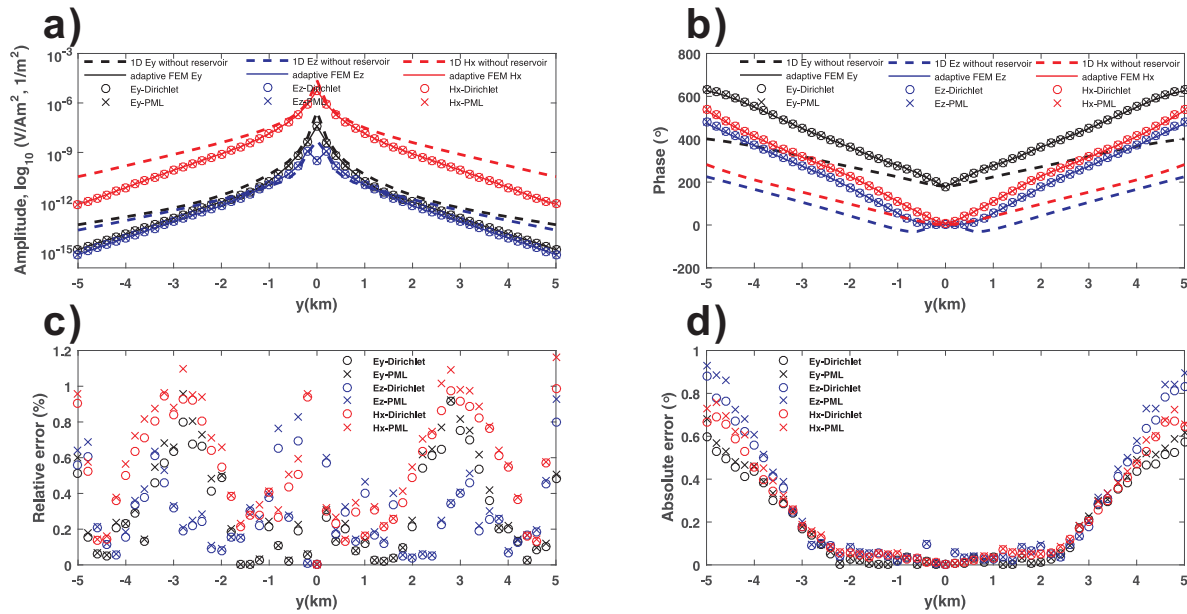 a)
Amplitude, log10 (V/Am2, 1/m2)
10-3
10-6
10-9
10-12
10-15
1D Ey without reservoir
adaptive FEM Ey
Ey-Dirichlet
Ey-PML
1D Ez without reservoir
adaptive FEM Ez
Ez-Dirichlet
Ez-PML
1D Hx without reservoir
adaptive FEM Hx
Hx-Dirichlet
Hx-PML
-5 -4 -3 -2 -1 0 1 2 3 4 5
y(km)
b)
Phase (o)
800
600
400
200
0
-200
1D Ey without reservoir
adaptive FEM Ey
Ey-Dirichlet
Ey-PML
1D Ez without reservoir
adaptive FEM Ez
Ez-Dirichlet
Ez-PML
1D Hx without reservoir
adaptive FEM Hx
Hx-Dirichlet
Hx-PML
-5 -4 -3 -2 -1 0 1 2 3 4 5
y(km)
c)
Relative error (%)
1.2
1
0.8
0.6
0.4
0.2
0
Ey-Dirichlet
Ey-PML
Ez-Dirichlet
Ez-PML
Hx-Dirichlet
Hx-PML
-5 -4 -3 -2 -1 0 1 2 3 4 5
y(km)
d)
Absolute error (o)
1
0.8
0.6
0.4
0.2
0
Ey-Dirichlet
Ey-PML
Ez-Dirichlet
Ez-PML
Hx-Dirichlet
Hx-PML
-5 -4 -3 -2 -1 0 1 2 3 4 5
y(km)